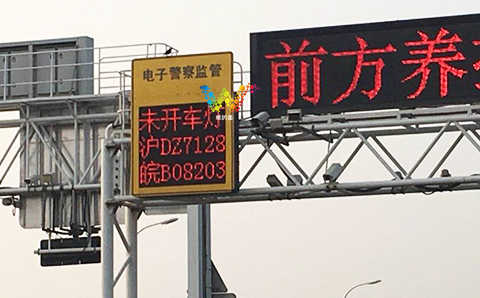 电子警察监管
未开车灯
沪DZ7128
皖B08203
前方养